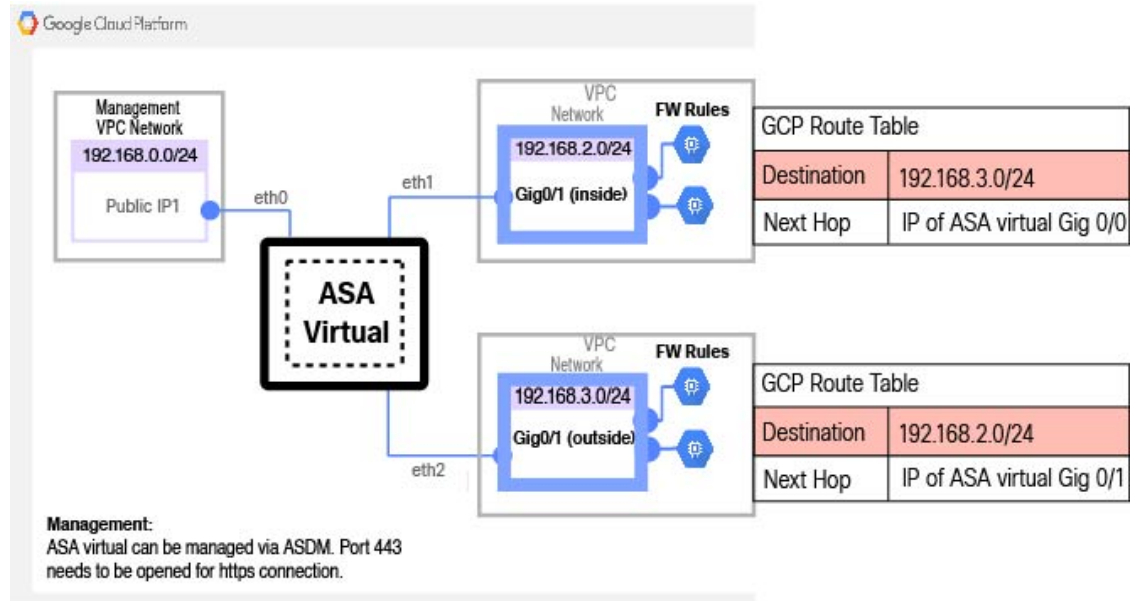 Google Cloud Platform
Management
VPC Network
192.168.0.0/24
Public IP1
eth0
eth1
ASA
Virtual
eth2
VPC
Network
FW Rules
192.168.2.0/24
Gig0/1 (inside)
GCP Route Table
Destination 192.168.3.0/24
Next Hop IP of ASA virtual Gig 0/0
VPC
Network
FW Rules
192.168.3.0/24
Gig0/1 (outside)
GCP Route Table
Destination 192.168.2.0/24
Next Hop IP of ASA virtual Gig 0/1
Management:
ASA virtual can be managed via ASDM. Port 443
needs to be opened for https connection.